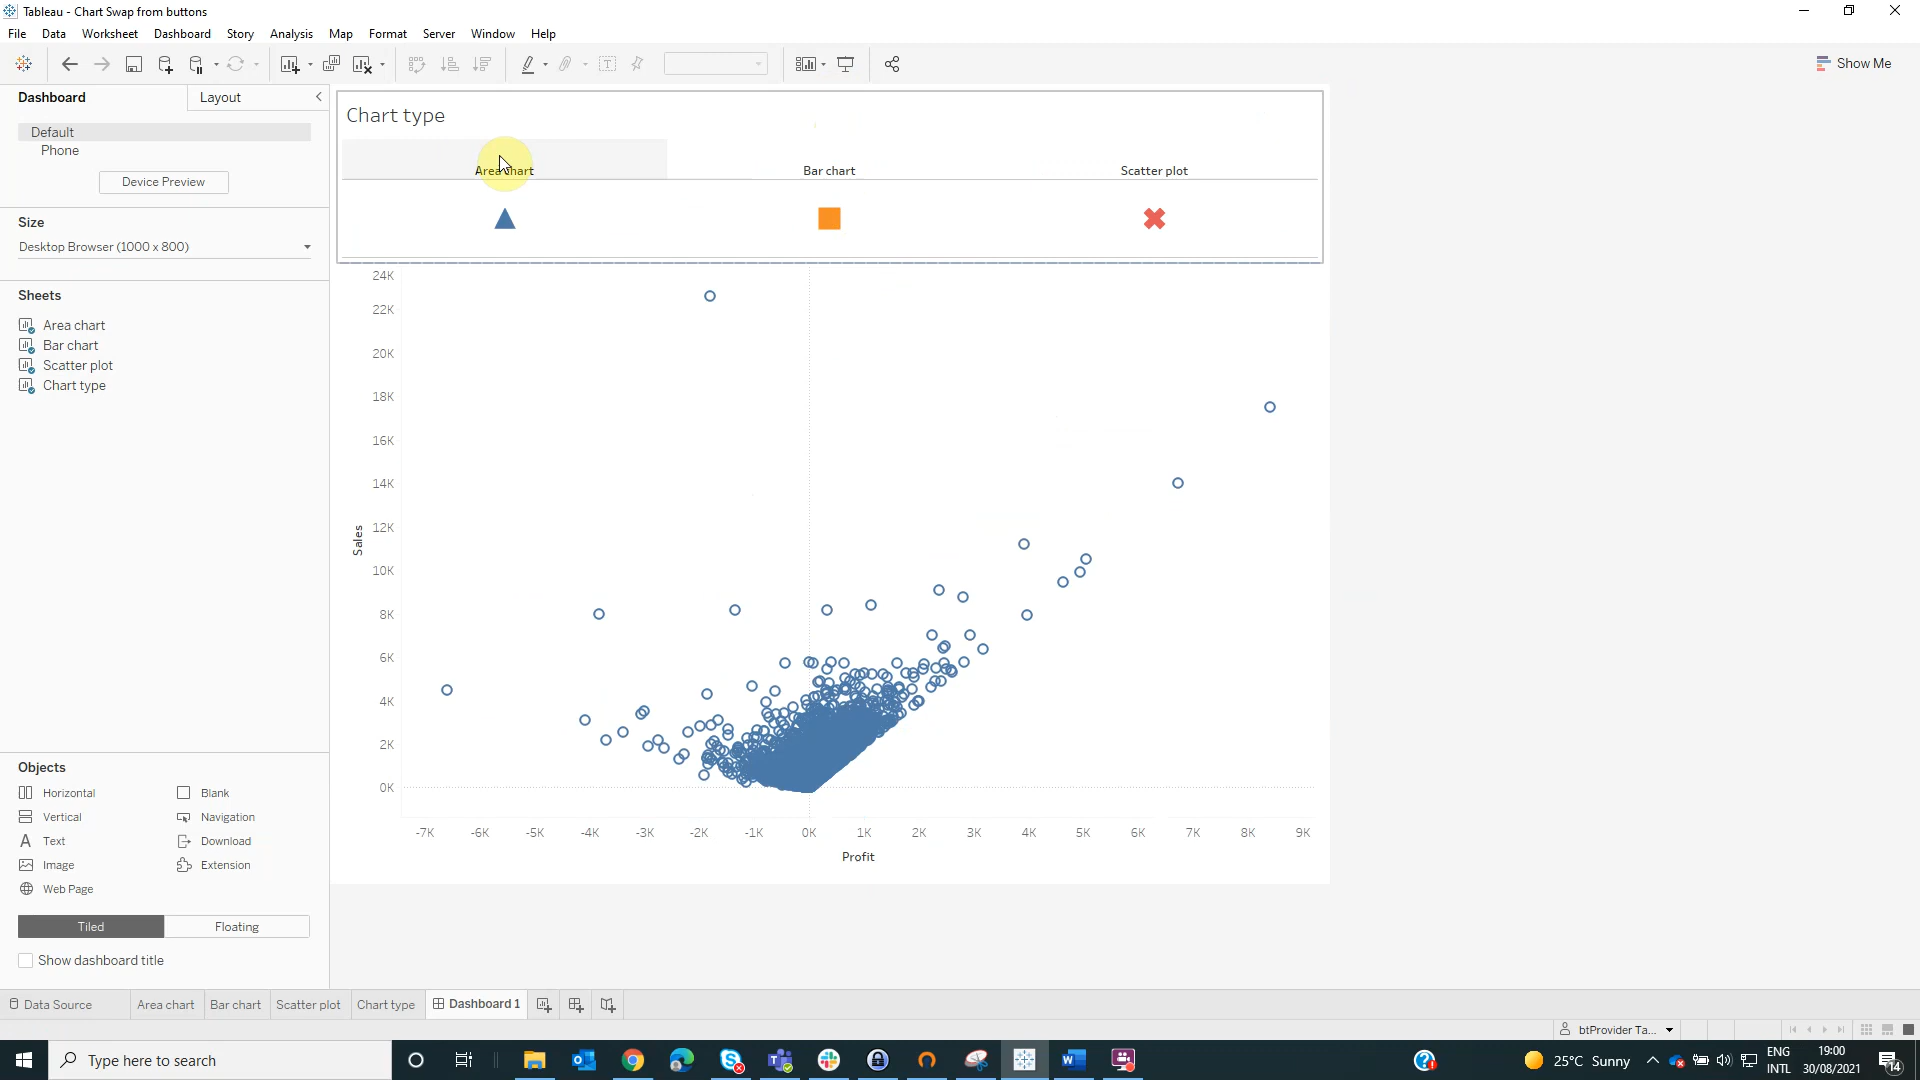 Tableau - Chart Swap from buttons
File Data Worksheet Dashboard Story Analysis Map Format Server Window Help
Show Me
Dashboard Layout
Default
Phone
Device Preview
Size
Desktop Browser (1000 x 800)
Sheets
Area chart
Bar chart
Scatter plot
Chart type
Objects
Horizontal Blank
Vertical Navigation
Text Download
Image Extension
Web Page
Tiled Floating
Show dashboard title
Chart type
Area chart Bar chart Scatter plot
24K
22K
20K
18K
16K
14K
12K
10K
8K
6K
4K
2K
0K
Sales
-7K -6K -5K -4K -3K -2K -1K 0K 1K 2K 3K 4K 5K 6K 7K 8K 9K
Profit
Data Source Area chart Bar chart Scatter plot Chart type Dashboard 1
btProvider Ta...
Type here to search
25°C Sunny
ENG
INTL
19:00
30/08/2021
14